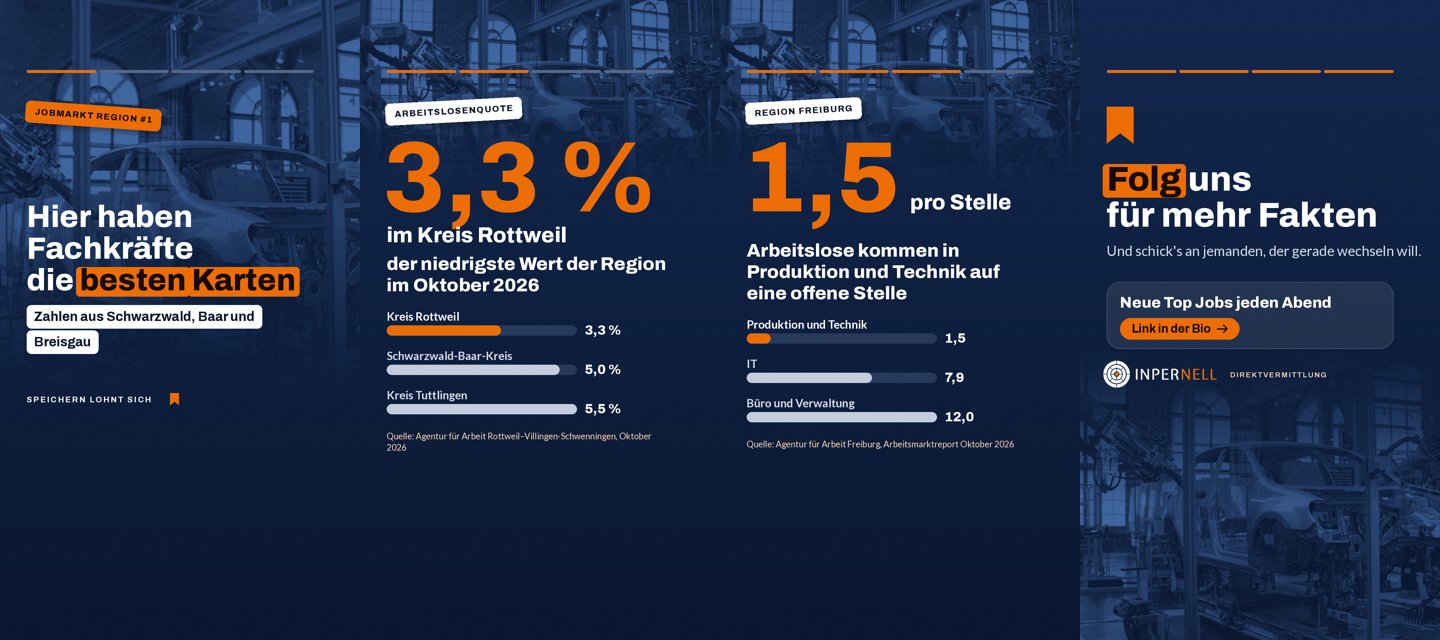 JOBMARKT REGION #1
Hier haben
Fachkräfte
die besten Karten
Zahlen aus Schwarzwald, Baar und
Breisgau
SPEICHERN LOHNT SICH
ARBEITSLOSENQUOTE
3,3 %
im Kreis Rottweil
der niedrigste Wert der Region
im Oktober 2026
Kreis Rottweil
3,3 %
Schwarzwald-Baar-Kreis
5,0 %
Kreis Tuttlingen
5,5 %
Quelle: Agentur für Arbeit Rottweil–Villingen-Schwenningen, Oktober
2026
REGION FREIBURG
1,5 pro Stelle
Arbeitslose kommen in
Produktion und Technik auf
eine offene Stelle
Produktion und Technik
1,5
IT
7,9
Büro und Verwaltung
12,0
Quelle: Agentur für Arbeit Freiburg, Arbeitsmarktreport Oktober 2026
Folg uns
für mehr Fakten
Und schick's an jemanden, der gerade wechseln will.
Neue Top Jobs jeden Abend
Link in der Bio →
INPERNELL DIREKTVERMITTLUNG